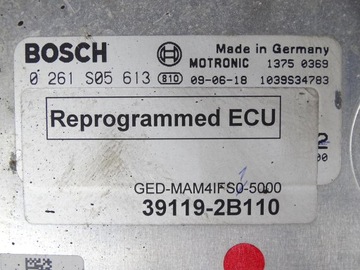 BOSCH
Made in Germany
MOTRONIC 1375 0369
0 261 S05 613 810 09-06-18 1039S34783
Reprogrammed ECU
GED-MAM4IFS0-5000
39119-2B110